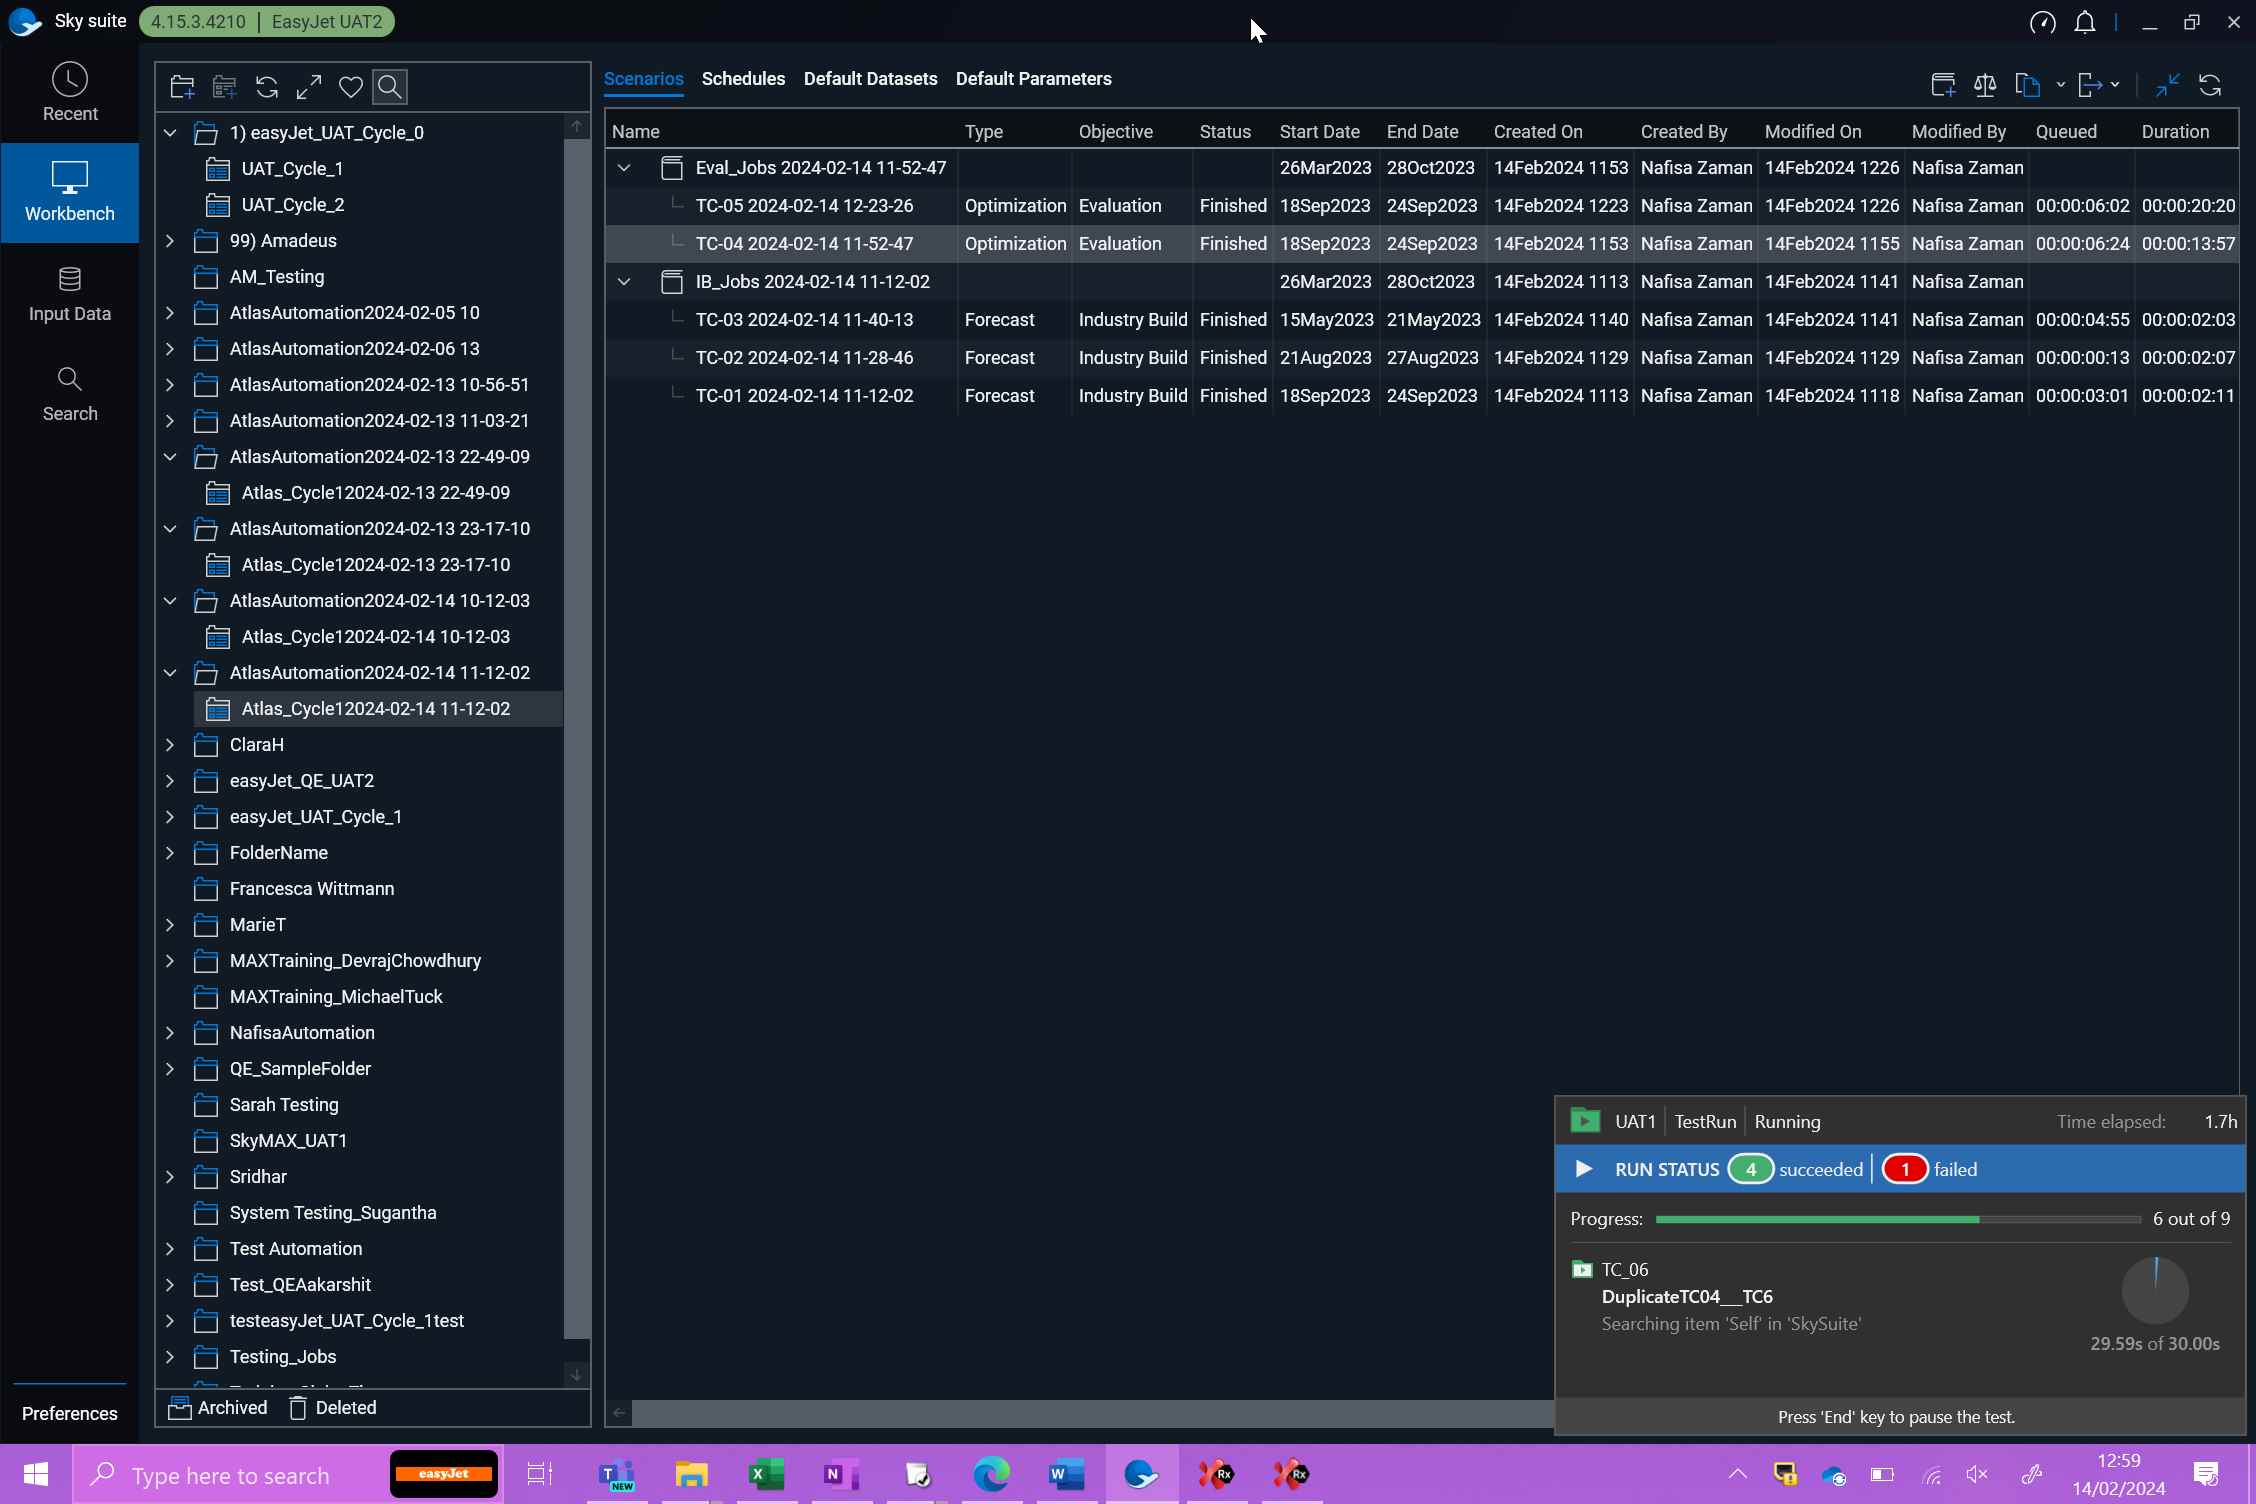 Sky suite 4.15.3.4210 | EasyJet UAT2
Recent
Workbench
Input Data
Search
Preferences
1) easyJet_UAT_Cycle_0
UAT_Cycle_1
UAT_Cycle_2
99) Amadeus
AM_Testing
AtlasAutomation2024-02-05 10
AtlasAutomation2024-02-06 13
AtlasAutomation2024-02-13 10-56-51
AtlasAutomation2024-02-13 11-03-21
AtlasAutomation2024-02-13 22-49-09
Atlas_Cycle12024-02-13 22-49-09
AtlasAutomation2024-02-13 23-17-10
Atlas_Cycle12024-02-13 23-17-10
AtlasAutomation2024-02-14 10-12-03
Atlas_Cycle12024-02-14 10-12-03
AtlasAutomation2024-02-14 11-12-02
Atlas_Cycle12024-02-14 11-12-02
ClaraH
easyJet_QE_UAT2
easyJet_UAT_Cycle_1
FolderName
Francesca Wittmann
MarieT
MAXTraining_DevrajChowdhury
MAXTraining_MichaelTuck
NafisaAutomation
QE_SampleFolder
Sarah Testing
SkyMAX_UAT1
Sridhar
System Testing_Sugantha
Test Automation
Test_QEAakarshit
testeasyJet_UAT_Cycle_1test
Testing_Jobs
Archived Deleted
Scenarios Schedules Default Datasets Default Parameters
Name Type Objective Status Start Date End Date Created On Created By Modified On Modified By Queued Duration
Eval_Jobs 2024-02-14 11-52-47 26Mar2023 28Oct2023 14Feb2024 1153 Nafisa Zaman 14Feb2024 1226 Nafisa Zaman
TC-05 2024-02-14 12-23-26 Optimization Evaluation Finished 18Sep2023 24Sep2023 14Feb2024 1223 Nafisa Zaman 14Feb2024 1226 Nafisa Zaman 00:00:06:02 00:00:20:20
TC-04 2024-02-14 11-52-47 Optimization Evaluation Finished 18Sep2023 24Sep2023 14Feb2024 1153 Nafisa Zaman 14Feb2024 1155 Nafisa Zaman 00:00:06:24 00:00:13:57
IB_Jobs 2024-02-14 11-12-02 26Mar2023 28Oct2023 14Feb2024 1113 Nafisa Zaman 14Feb2024 1141 Nafisa Zaman
TC-03 2024-02-14 11-40-13 Forecast Industry Build Finished 15May2023 21May2023 14Feb2024 1140 Nafisa Zaman 14Feb2024 1141 Nafisa Zaman 00:00:04:55 00:00:02:03
TC-02 2024-02-14 11-28-46 Forecast Industry Build Finished 21Aug2023 27Aug2023 14Feb2024 1129 Nafisa Zaman 14Feb2024 1129 Nafisa Zaman 00:00:00:13 00:00:02:07
TC-01 2024-02-14 11-12-02 Forecast Industry Build Finished 18Sep2023 24Sep2023 14Feb2024 1113 Nafisa Zaman 14Feb2024 1118 Nafisa Zaman 00:00:03:01 00:00:02:11
UAT1 | TestRun | Running Time elapsed: 1.7h
RUN STATUS 4 succeeded | 1 failed
Progress: 6 out of 9
TC_06
DuplicateTC04___TC6
Searching item 'Self' in 'SkySuite'
29.59s of 30.00s
Press 'End' key to pause the test.
Type here to search
easyJet
T
NEW
X
N
W
Rx
Rx
12:59
14/02/2024